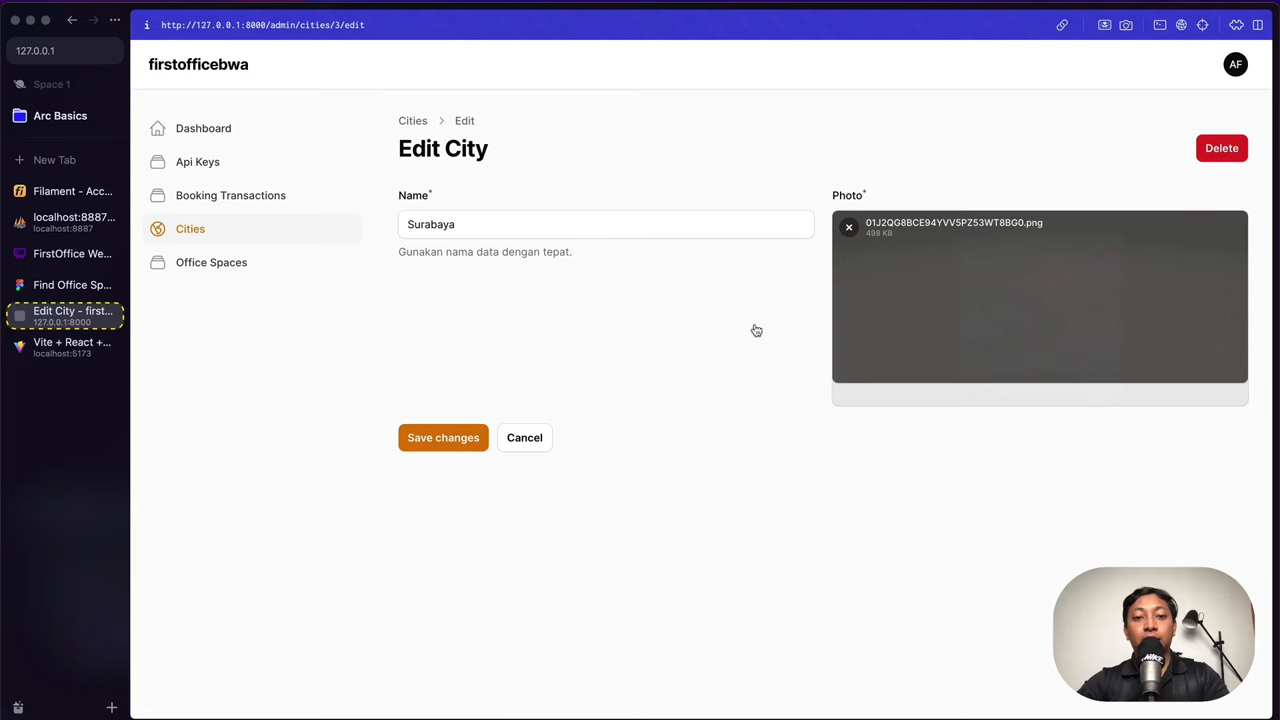 http://127.0.0.1:8000/admin/cities/3/edit
127.0.0.1
Space 1
Arc Basics
New Tab
Filament - Acc...
localhost:8887...
localhost:8887
FirstOffice We...
Find Office Sp...
Edit City - first...
127.0.0.1:8000
Vite + React +...
localhost:5173
firstofficebwa
AF
Dashboard
Api Keys
Booking Transactions
Cities
Office Spaces
Cities > Edit
Edit City
Delete
Name*
Surabaya
Gunakan nama data dengan tepat.
Photo*
01J2QG8BCE94YVV5PZ53WT8BG0.png
498 KB
Save changes
Cancel
NIKE